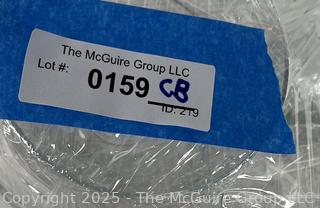 The McGuire Group LLC
Lot #: 0159 CB
ID: 219
Copyright © 2025 - The McGuire Group LLC